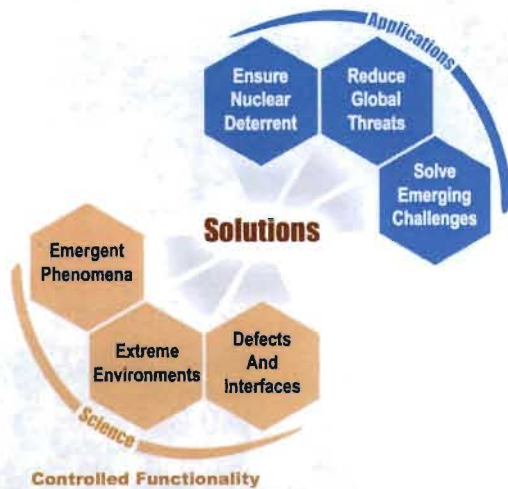 Applications
Ensure
Nuclear
Deterrent
Reduce
Global
Threats
Solve
Emerging
Challenges
Solutions
Emergent
Phenomena
Extreme
Environments
Defects
And
Interfaces
Science
Controlled Functionality